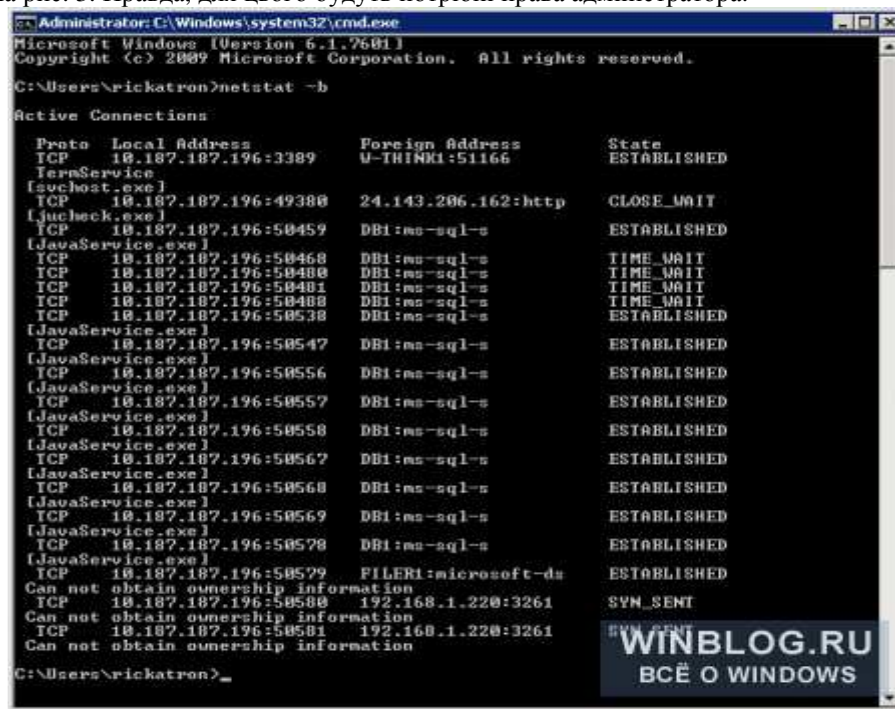 на рис. 3. Правда, для цього будуть потрібні права адміністратора.
Administrator: C:\Windows\system32\cmd.exe
Microsoft Windows [Version 6.1.7601]
Copyright (c) 2009 Microsoft Corporation. All rights reserved.
C:\Users\rickatron>netstat -b
Active Connections
Proto Local Address Foreign Address State
TCP 10.187.187.196:3389 W-THINK1:51166 ESTABLISHED
TermService
[svchost.exe]
TCP 10.187.187.196:49380 24.143.206.162:http CLOSE_WAIT
[jucheck.exe]
TCP 10.187.187.196:50459 DB1:ms-sql-s ESTABLISHED
[JavaService.exe]
TCP 10.187.187.196:50468 DB1:ms-sql-s TIME_WAIT
TCP 10.187.187.196:50480 DB1:ms-sql-s TIME_WAIT
TCP 10.187.187.196:50481 DB1:ms-sql-s TIME_WAIT
TCP 10.187.187.196:50488 DB1:ms-sql-s TIME_WAIT
TCP 10.187.187.196:50538 DB1:ms-sql-s ESTABLISHED
[JavaService.exe]
TCP 10.187.187.196:50547 DB1:ms-sql-s ESTABLISHED
[JavaService.exe]
TCP 10.187.187.196:50556 DB1:ms-sql-s ESTABLISHED
[JavaService.exe]
TCP 10.187.187.196:50557 DB1:ms-sql-s ESTABLISHED
[JavaService.exe]
TCP 10.187.187.196:50558 DB1:ms-sql-s ESTABLISHED
[JavaService.exe]
TCP 10.187.187.196:50567 DB1:ms-sql-s ESTABLISHED
[JavaService.exe]
TCP 10.187.187.196:50568 DB1:ms-sql-s ESTABLISHED
[JavaService.exe]
TCP 10.187.187.196:50569 DB1:ms-sql-s ESTABLISHED
[JavaService.exe]
TCP 10.187.187.196:50578 DB1:ms-sql-s ESTABLISHED
[JavaService.exe]
TCP 10.187.187.196:50579 FILER1:microsoft-ds ESTABLISHED
Can not obtain ownership information
TCP 10.187.187.196:50580 192.168.1.220:3261 SYN_SENT
Can not obtain ownership information
TCP 10.187.187.196:50581 192.168.1.220:3261 SYN_SENT
Can not obtain ownership information
C:\Users\rickatron>_
WINBLOG.RU
ВСЁ О WINDOWS